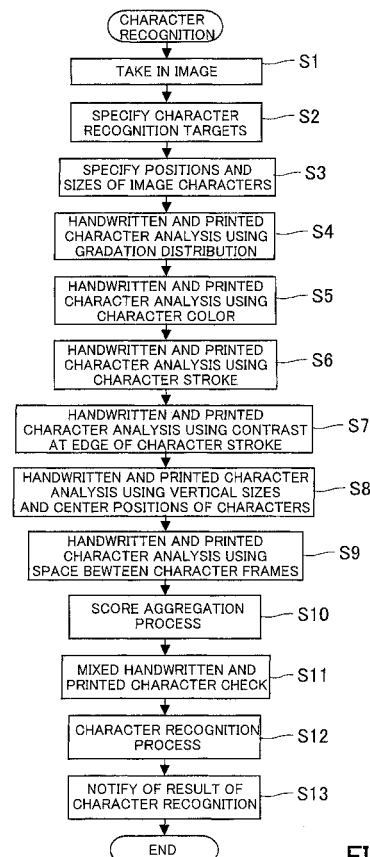 CHARACTER
RECOGNITION
TAKE IN IMAGE
S1
SPECIFY CHARACTER
RECOGNITION TARGETS
S2
SPECIFY POSITIONS AND
SIZES OF IMAGE CHARACTERS
S3
HANDWRITTEN AND PRINTED
CHARACTER ANALYSIS USING
GRADATION DISTRIBUTION
S4
HANDWRITTEN AND PRINTED
CHARACTER ANALYSIS USING
CHARACTER COLOR
S5
HANDWRITTEN AND PRINTED
CHARACTER ANALYSIS USING
CHARACTER STROKE
S6
HANDWRITTEN AND PRINTED
CHARACTER ANALYSIS USING CONTRAST
AT EDGE OF CHARACTER STROKE
S7
HANDWRITTEN AND PRINTED CHARACTER
ANALYSIS USING VERTICAL SIZES
AND CENTER POSITIONS OF CHARACTERS
S8
HANDWRITTEN AND PRINTED
CHARACTER ANALYSIS USING
SPACE BEWTEEN CHARACTER FRAMES
S9
SCORE AGGREGATION
PROCESS
S10
MIXED HANDWRITTEN AND
PRINTED CHARACTER CHECK
S11
CHARACTER RECOGNITION
PROCESS
S12
NOTIFY OF RESULT OF
CHARACTER RECOGNITION
S13
END